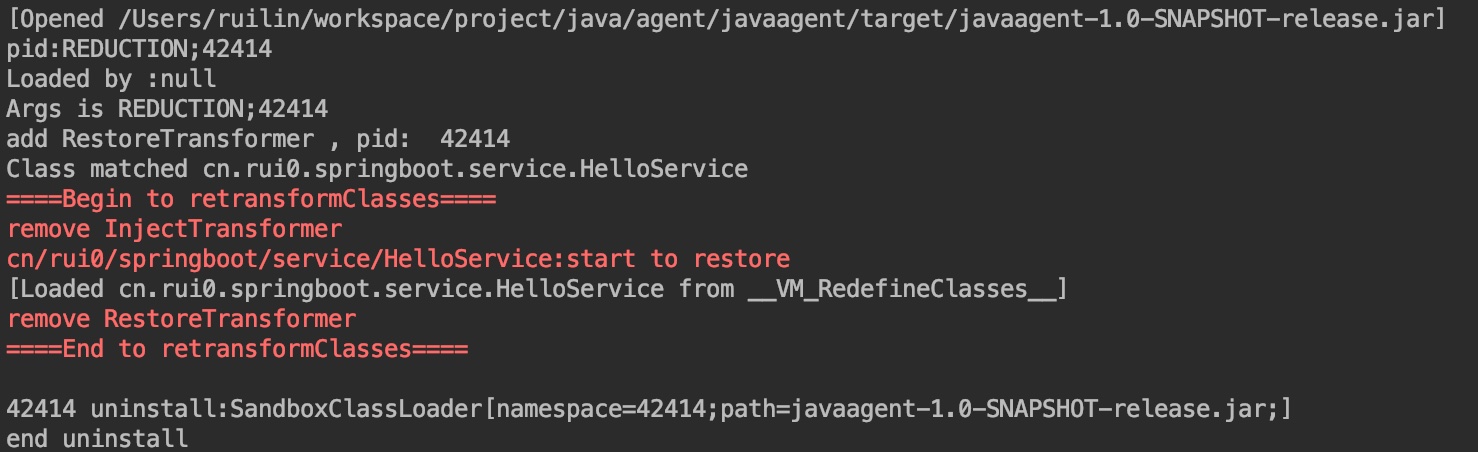 [Opened /Users/ruilin/workspace/project/java/agent/javaagent/target/javaagent-1.0-SNAPSHOT-release.jar]
pid:REDUCTION;42414
Loaded by :null
Args is REDUCTION;42414
add RestoreTransformer , pid:  42414
Class matched cn.rui0.springboot.service.HelloService
====Begin to retransformClasses====
remove InjectTransformer
cn/rui0/springboot/service/HelloService:start to restore
[Loaded cn.rui0.springboot.service.HelloService from __VM_RedefineClasses__]
remove RestoreTransformer
====End to retransformClasses====
42414 uninstall:SandboxClassLoader[namespace=42414;path=javaagent-1.0-SNAPSHOT-release.jar;]
end uninstall